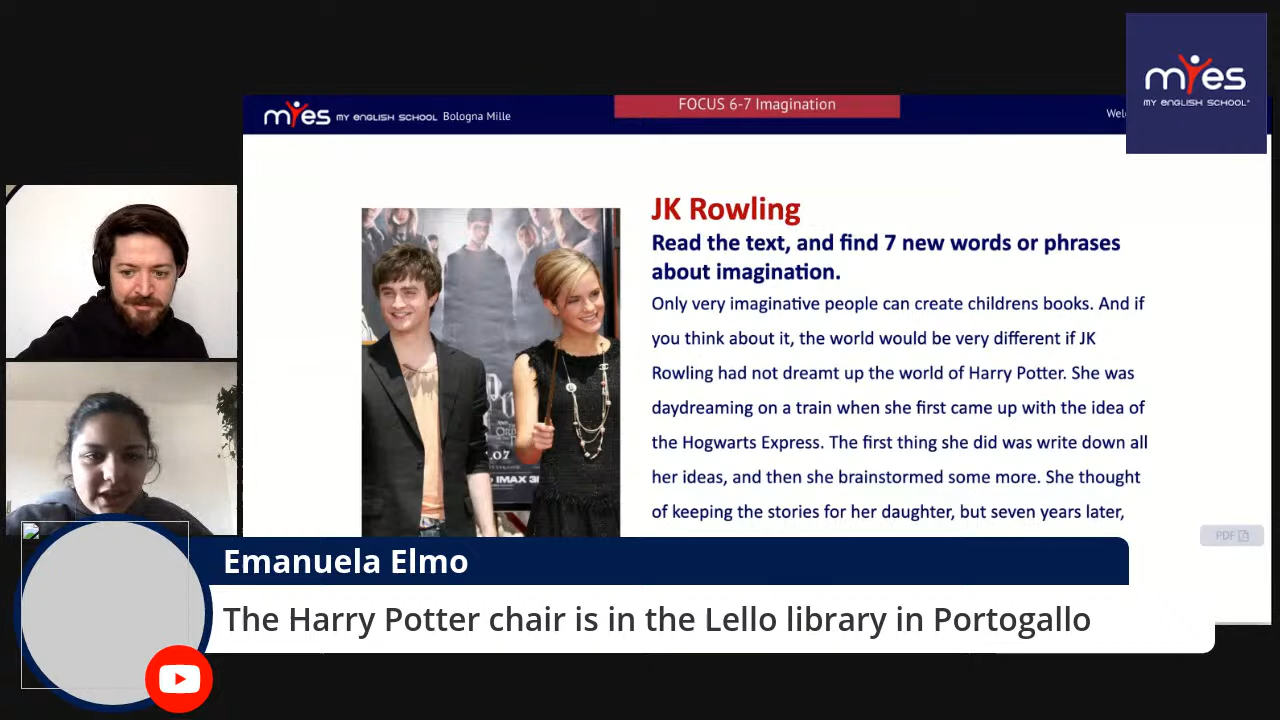 myes
MY ENGLISH SCHOOL
myes MY ENGLISH SCHOOL Bologna Mille
FOCUS 6-7 Imagination
JK Rowling
Read the text, and find 7 new words or phrases
about imagination.
Only very imaginative people can create childrens books. And if
you think about it, the world would be very different if JK
Rowling had not dreamt up the world of Harry Potter. She was
daydreaming on a train when she first came up with the idea of
the Hogwarts Express. The first thing she did was write down all
her ideas, and then she brainstormed some more. She thought
of keeping the stories for her daughter, but seven years later,
.07
IMAX
PDF
Emanuela Elmo
The Harry Potter chair is in the Lello library in Portogallo